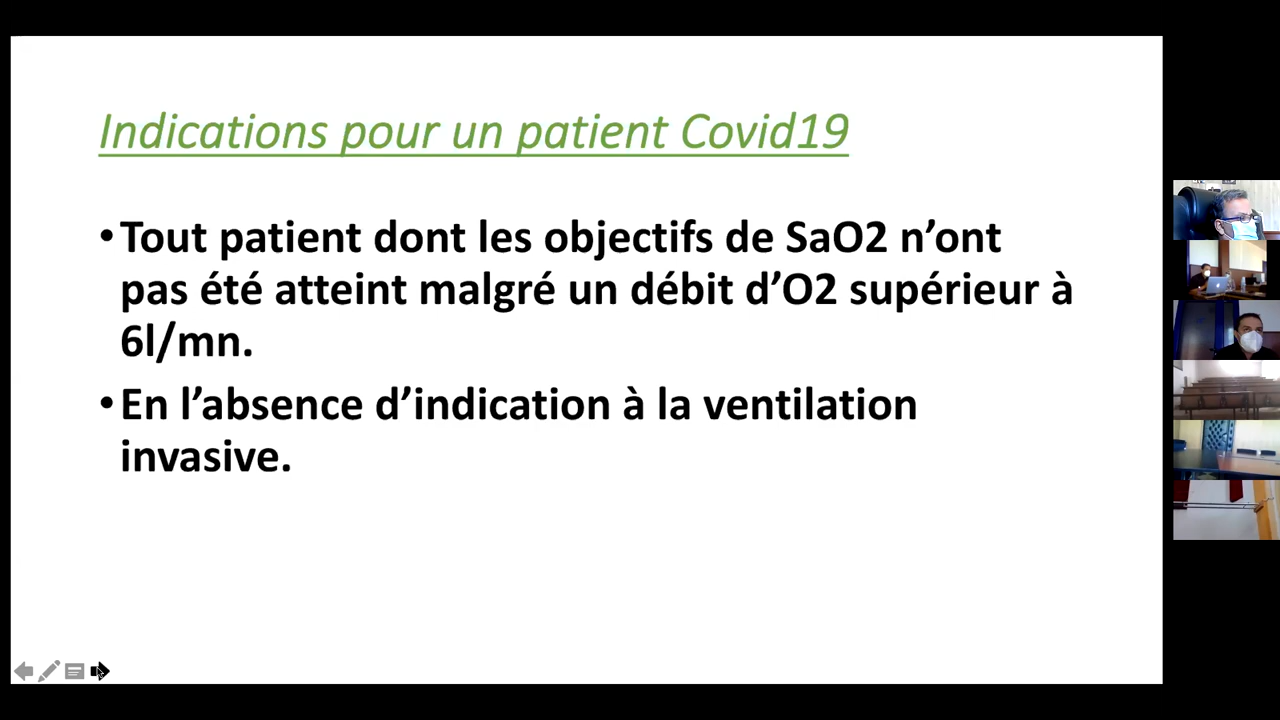 Indications pour un patient Covid19
•Tout patient dont les objectifs de SaO2 n’ont
pas été atteint malgré un débit d’O2 supérieur à
6l/mn.
•En l’absence d’indication à la ventilation
invasive.